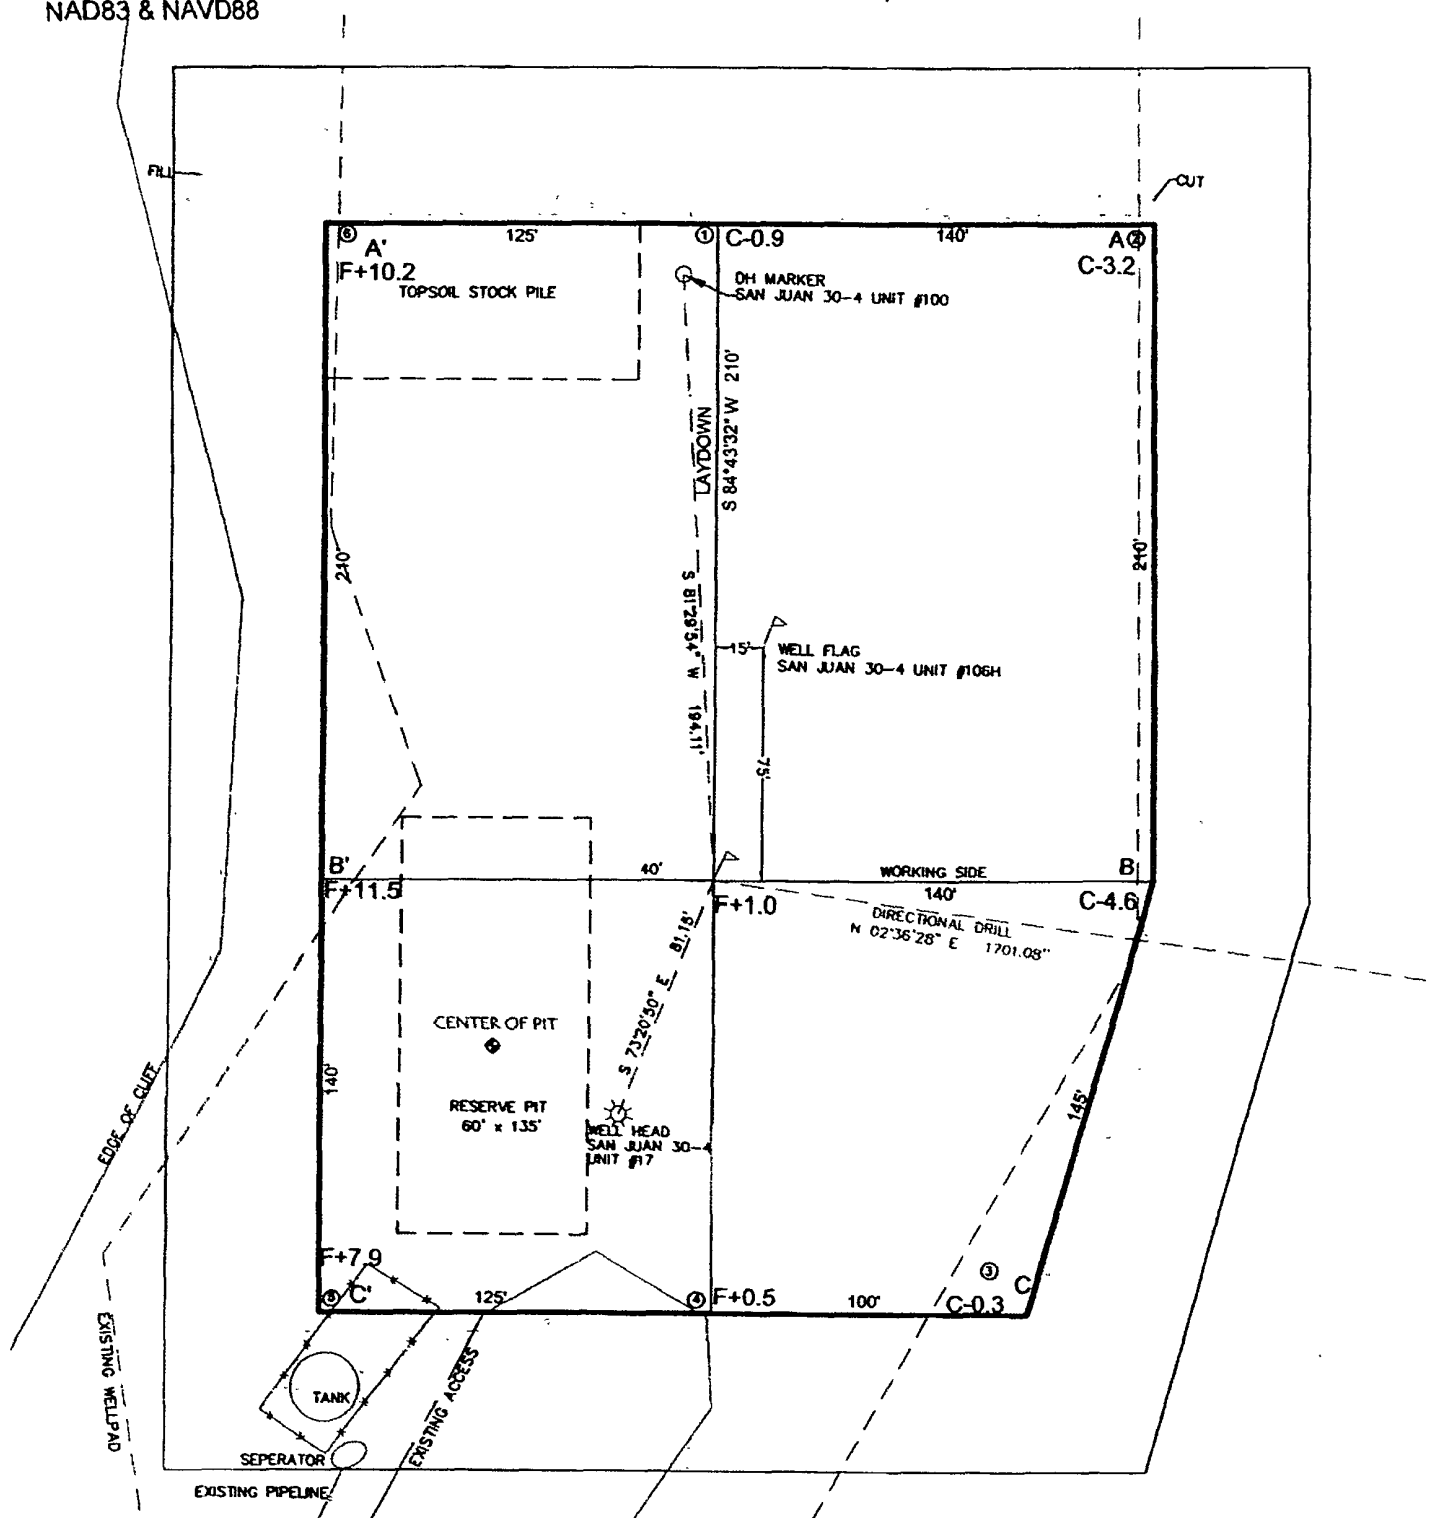 NAD83 & NAVD88
FILL
CUT
6
125'
1
C-0.9
140'
A 2
A'
F+10.2
C-3.2
TOPSOIL STOCK PILE
DH MARKER
SAN JUAN 30-4 UNIT #100
LAYDOWN
S 84°43'32" W 210'
210'
210'
S 81°29'54" W 194.11'
15'
WELL FLAG
SAN JUAN 30-4 UNIT #106H
75'
B'
40'
WORKING SIDE
B
F+11.5
F+1.0
140'
C-4.6
DIRECTIONAL DRILL
N 02°36'28" E 1701.08"
S 73°20'50" E 81.15'
CENTER OF PIT
140'
RESERVE PIT
60' x 135'
WELL HEAD
SAN JUAN 30-4
UNIT #17
145'
EDGE OF CLIFF
F+7.9
3
C
5
C'
125'
4
F+0.5
100'
C-0.3
EXISTING WELLPAD
TANK
EXISTING ACCESS
SEPERATOR
EXISTING PIPELINE